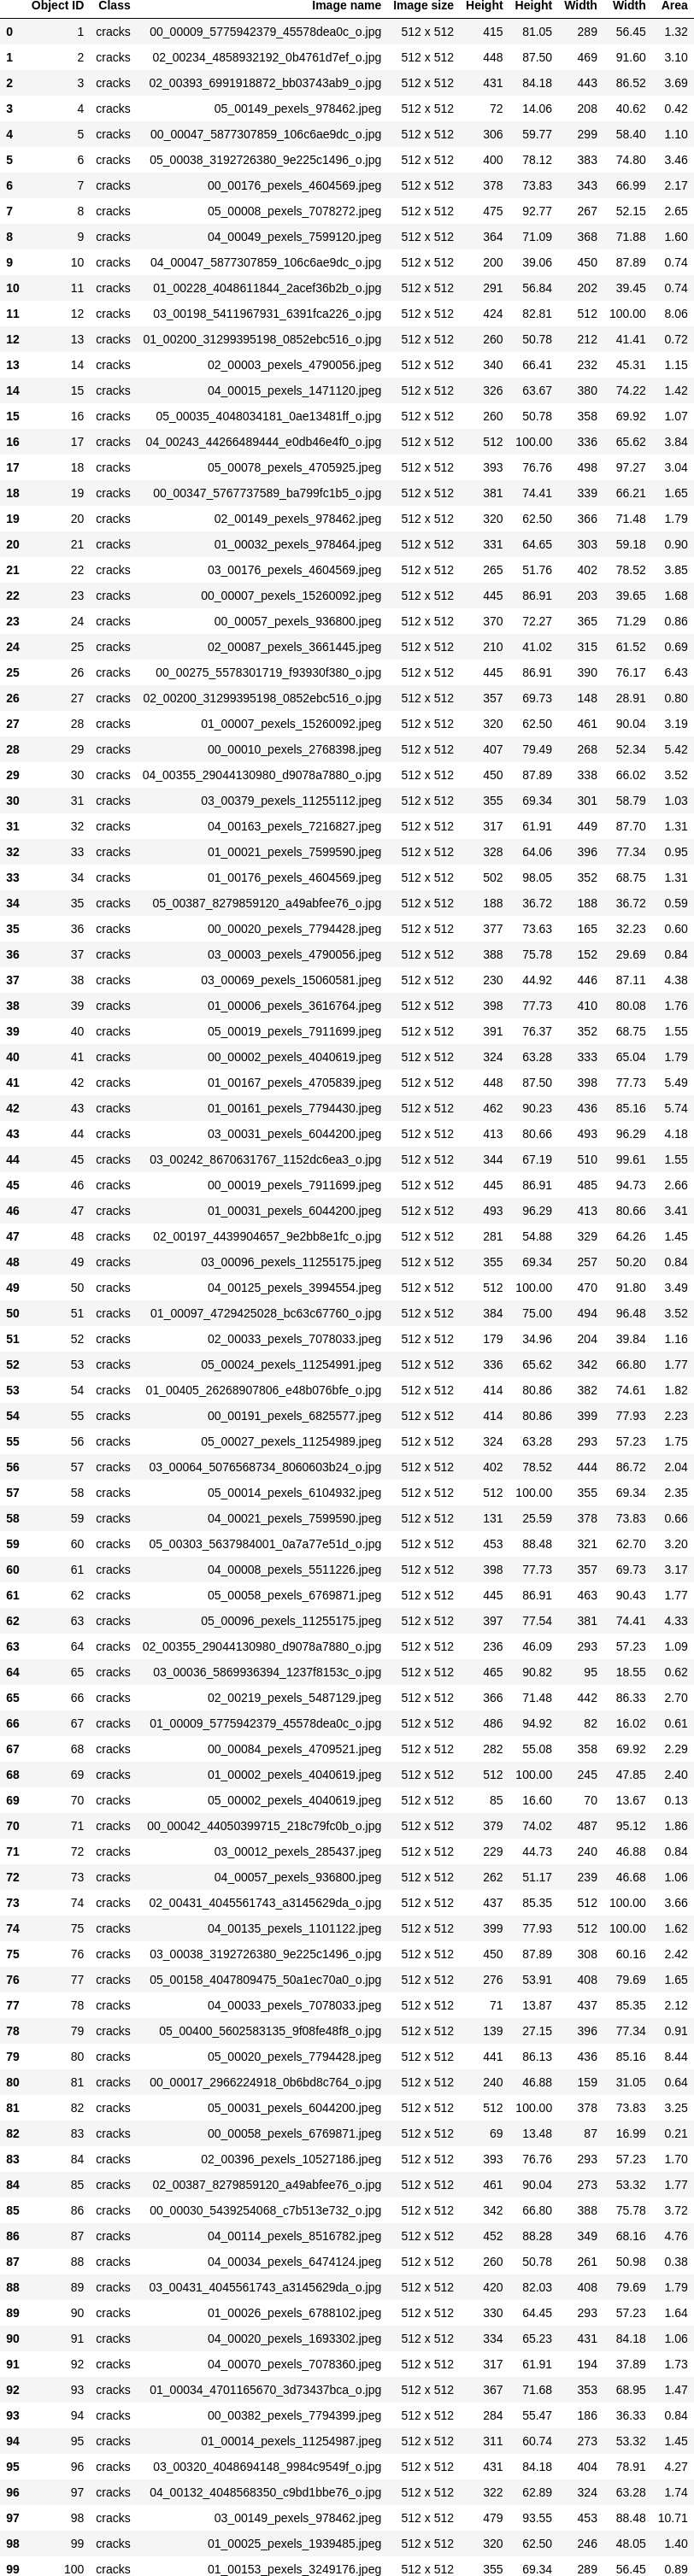 Object ID Class Image name Image size Height Height Width Width Area
0 1 cracks 00_00009_5775942379_45578dea0c_o.jpg 512 x 512 415 81.05 289 56.45 1.32
1 2 cracks 02_00234_4858932192_0b4761d7ef_o.jpg 512 x 512 448 87.50 469 91.60 3.10
2 3 cracks 02_00393_6991918872_bb03743ab9_o.jpg 512 x 512 431 84.18 443 86.52 3.69
3 4 cracks 05_00149_pexels_978462.jpeg 512 x 512 72 14.06 208 40.62 0.42
4 5 cracks 00_00047_5877307859_106c6ae9dc_o.jpg 512 x 512 306 59.77 299 58.40 1.10
5 6 cracks 05_00038_3192726380_9e225c1496_o.jpg 512 x 512 400 78.12 383 74.80 3.46
6 7 cracks 00_00176_pexels_4604569.jpeg 512 x 512 378 73.83 343 66.99 2.17
7 8 cracks 05_00008_pexels_7078272.jpeg 512 x 512 475 92.77 267 52.15 2.65
8 9 cracks 04_00049_pexels_7599120.jpeg 512 x 512 364 71.09 368 71.88 1.60
9 10 cracks 04_00047_5877307859_106c6ae9dc_o.jpg 512 x 512 200 39.06 450 87.89 0.74
10 11 cracks 01_00228_4048611844_2acef36b2b_o.jpg 512 x 512 291 56.84 202 39.45 0.74
11 12 cracks 03_00198_5411967931_6391fca226_o.jpg 512 x 512 424 82.81 512 100.00 8.06
12 13 cracks 01_00200_31299395198_0852ebc516_o.jpg 512 x 512 260 50.78 212 41.41 0.72
13 14 cracks 02_00003_pexels_4790056.jpeg 512 x 512 340 66.41 232 45.31 1.15
14 15 cracks 04_00015_pexels_1471120.jpeg 512 x 512 326 63.67 380 74.22 1.42
15 16 cracks 05_00035_4048034181_0ae13481ff_o.jpg 512 x 512 260 50.78 358 69.92 1.07
16 17 cracks 04_00243_44266489444_e0db46e4f0_o.jpg 512 x 512 512 100.00 336 65.62 3.84
17 18 cracks 05_00078_pexels_4705925.jpeg 512 x 512 393 76.76 498 97.27 3.04
18 19 cracks 00_00347_5767737589_ba799fc1b5_o.jpg 512 x 512 381 74.41 339 66.21 1.65
19 20 cracks 02_00149_pexels_978462.jpeg 512 x 512 320 62.50 366 71.48 1.79
20 21 cracks 01_00032_pexels_978464.jpeg 512 x 512 331 64.65 303 59.18 0.90
21 22 cracks 03_00176_pexels_4604569.jpeg 512 x 512 265 51.76 402 78.52 3.85
22 23 cracks 00_00007_pexels_15260092.jpeg 512 x 512 445 86.91 203 39.65 1.68
23 24 cracks 00_00057_pexels_936800.jpeg 512 x 512 370 72.27 365 71.29 0.86
24 25 cracks 02_00087_pexels_3661445.jpeg 512 x 512 210 41.02 315 61.52 0.69
25 26 cracks 00_00275_5578301719_f93930f380_o.jpg 512 x 512 445 86.91 390 76.17 6.43
26 27 cracks 02_00200_31299395198_0852ebc516_o.jpg 512 x 512 357 69.73 148 28.91 0.80
27 28 cracks 01_00007_pexels_15260092.jpeg 512 x 512 320 62.50 461 90.04 3.19
28 29 cracks 00_00010_pexels_2768398.jpeg 512 x 512 407 79.49 268 52.34 5.42
29 30 cracks 04_00355_29044130980_d9078a7880_o.jpg 512 x 512 450 87.89 338 66.02 3.52
30 31 cracks 03_00379_pexels_11255112.jpeg 512 x 512 355 69.34 301 58.79 1.03
31 32 cracks 04_00163_pexels_7216827.jpeg 512 x 512 317 61.91 449 87.70 1.31
32 33 cracks 01_00021_pexels_7599590.jpeg 512 x 512 328 64.06 396 77.34 0.95
33 34 cracks 01_00176_pexels_4604569.jpeg 512 x 512 502 98.05 352 68.75 1.31
34 35 cracks 05_00387_8279859120_a49abfee76_o.jpg 512 x 512 188 36.72 188 36.72 0.59
35 36 cracks 00_00020_pexels_7794428.jpeg 512 x 512 377 73.63 165 32.23 0.60
36 37 cracks 03_00003_pexels_4790056.jpeg 512 x 512 388 75.78 152 29.69 0.84
37 38 cracks 03_00069_pexels_15060581.jpeg 512 x 512 230 44.92 446 87.11 4.38
38 39 cracks 01_00006_pexels_3616764.jpeg 512 x 512 398 77.73 410 80.08 1.76
39 40 cracks 05_00019_pexels_7911699.jpeg 512 x 512 391 76.37 352 68.75 1.55
40 41 cracks 00_00002_pexels_4040619.jpeg 512 x 512 324 63.28 333 65.04 1.79
41 42 cracks 01_00167_pexels_4705839.jpeg 512 x 512 448 87.50 398 77.73 5.49
42 43 cracks 01_00161_pexels_7794430.jpeg 512 x 512 462 90.23 436 85.16 5.74
43 44 cracks 03_00031_pexels_6044200.jpeg 512 x 512 413 80.66 493 96.29 4.18
44 45 cracks 03_00242_8670631767_1152dc6ea3_o.jpg 512 x 512 344 67.19 510 99.61 1.55
45 46 cracks 00_00019_pexels_7911699.jpeg 512 x 512 445 86.91 485 94.73 2.66
46 47 cracks 01_00031_pexels_6044200.jpeg 512 x 512 493 96.29 413 80.66 3.41
47 48 cracks 02_00197_4439904657_9e2bb8e1fc_o.jpg 512 x 512 281 54.88 329 64.26 1.45
48 49 cracks 03_00096_pexels_11255175.jpeg 512 x 512 355 69.34 257 50.20 0.84
49 50 cracks 04_00125_pexels_3994554.jpeg 512 x 512 512 100.00 470 91.80 3.49
50 51 cracks 01_00097_4729425028_bc63c67760_o.jpg 512 x 512 384 75.00 494 96.48 3.52
51 52 cracks 02_00033_pexels_7078033.jpeg 512 x 512 179 34.96 204 39.84 1.16
52 53 cracks 05_00024_pexels_11254991.jpeg 512 x 512 336 65.62 342 66.80 1.77
53 54 cracks 01_00405_26268907806_e48b076bfe_o.jpg 512 x 512 414 80.86 382 74.61 1.82
54 55 cracks 00_00191_pexels_6825577.jpeg 512 x 512 414 80.86 399 77.93 2.23
55 56 cracks 05_00027_pexels_11254989.jpeg 512 x 512 324 63.28 293 57.23 1.75
56 57 cracks 03_00064_5076568734_8060603b24_o.jpg 512 x 512 402 78.52 444 86.72 2.04
57 58 cracks 05_00014_pexels_6104932.jpeg 512 x 512 512 100.00 355 69.34 2.35
58 59 cracks 04_00021_pexels_7599590.jpeg 512 x 512 131 25.59 378 73.83 0.66
59 60 cracks 05_00303_5637984001_0a7a77e51d_o.jpg 512 x 512 453 88.48 321 62.70 3.20
60 61 cracks 04_00008_pexels_5511226.jpeg 512 x 512 398 77.73 357 69.73 3.17
61 62 cracks 05_00058_pexels_6769871.jpeg 512 x 512 445 86.91 463 90.43 1.77
62 63 cracks 05_00096_pexels_11255175.jpeg 512 x 512 397 77.54 381 74.41 4.33
63 64 cracks 02_00355_29044130980_d9078a7880_o.jpg 512 x 512 236 46.09 293 57.23 1.09
64 65 cracks 03_00036_5869936394_1237f8153c_o.jpg 512 x 512 465 90.82 95 18.55 0.62
65 66 cracks 02_00219_pexels_5487129.jpeg 512 x 512 366 71.48 442 86.33 2.70
66 67 cracks 01_00009_5775942379_45578dea0c_o.jpg 512 x 512 486 94.92 82 16.02 0.61
67 68 cracks 00_00084_pexels_4709521.jpeg 512 x 512 282 55.08 358 69.92 2.29
68 69 cracks 01_00002_pexels_4040619.jpeg 512 x 512 512 100.00 245 47.85 2.40
69 70 cracks 05_00002_pexels_4040619.jpeg 512 x 512 85 16.60 70 13.67 0.13
70 71 cracks 00_00042_44050399715_218c79fc0b_o.jpg 512 x 512 379 74.02 487 95.12 1.86
71 72 cracks 03_00012_pexels_285437.jpeg 512 x 512 229 44.73 240 46.88 0.84
72 73 cracks 04_00057_pexels_936800.jpeg 512 x 512 262 51.17 239 46.68 1.06
73 74 cracks 02_00431_4045561743_a3145629da_o.jpg 512 x 512 437 85.35 512 100.00 3.66
74 75 cracks 04_00135_pexels_1101122.jpeg 512 x 512 399 77.93 512 100.00 1.62
75 76 cracks 03_00038_3192726380_9e225c1496_o.jpg 512 x 512 450 87.89 308 60.16 2.42
76 77 cracks 05_00158_4047809475_50a1ec70a0_o.jpg 512 x 512 276 53.91 408 79.69 1.65
77 78 cracks 04_00033_pexels_7078033.jpeg 512 x 512 71 13.87 437 85.35 2.12
78 79 cracks 05_00400_5602583135_9f08fe48f8_o.jpg 512 x 512 139 27.15 396 77.34 0.91
79 80 cracks 05_00020_pexels_7794428.jpeg 512 x 512 441 86.13 436 85.16 8.44
80 81 cracks 00_00017_2966224918_0b6bd8c764_o.jpg 512 x 512 240 46.88 159 31.05 0.64
81 82 cracks 05_00031_pexels_6044200.jpeg 512 x 512 512 100.00 378 73.83 3.25
82 83 cracks 00_00058_pexels_6769871.jpeg 512 x 512 69 13.48 87 16.99 0.21
83 84 cracks 02_00396_pexels_10527186.jpeg 512 x 512 393 76.76 293 57.23 1.70
84 85 cracks 02_00387_8279859120_a49abfee76_o.jpg 512 x 512 461 90.04 273 53.32 1.77
85 86 cracks 00_00030_5439254068_c7b513e732_o.jpg 512 x 512 342 66.80 388 75.78 3.72
86 87 cracks 04_00114_pexels_8516782.jpeg 512 x 512 452 88.28 349 68.16 4.76
87 88 cracks 04_00034_pexels_6474124.jpeg 512 x 512 260 50.78 261 50.98 0.38
88 89 cracks 03_00431_4045561743_a3145629da_o.jpg 512 x 512 420 82.03 408 79.69 1.79
89 90 cracks 01_00026_pexels_6788102.jpeg 512 x 512 330 64.45 293 57.23 1.64
90 91 cracks 04_00020_pexels_1693302.jpeg 512 x 512 334 65.23 431 84.18 1.06
91 92 cracks 04_00070_pexels_7078360.jpeg 512 x 512 317 61.91 194 37.89 1.73
92 93 cracks 01_00034_4701165670_3d73437bca_o.jpg 512 x 512 367 71.68 353 68.95 1.47
93 94 cracks 00_00382_pexels_7794399.jpeg 512 x 512 284 55.47 186 36.33 0.84
94 95 cracks 01_00014_pexels_11254987.jpeg 512 x 512 311 60.74 273 53.32 1.45
95 96 cracks 03_00320_4048694148_9984c9549f_o.jpg 512 x 512 431 84.18 404 78.91 4.27
96 97 cracks 04_00132_4048568350_c9bd1bbe76_o.jpg 512 x 512 322 62.89 324 63.28 1.74
97 98 cracks 03_00149_pexels_978462.jpeg 512 x 512 479 93.55 453 88.48 10.71
98 99 cracks 01_00025_pexels_1939485.jpeg 512 x 512 320 62.50 246 48.05 1.40
99 100 cracks 01_00153_pexels_3249176.jpeg 512 x 512 355 69.34 289 56.45 0.89